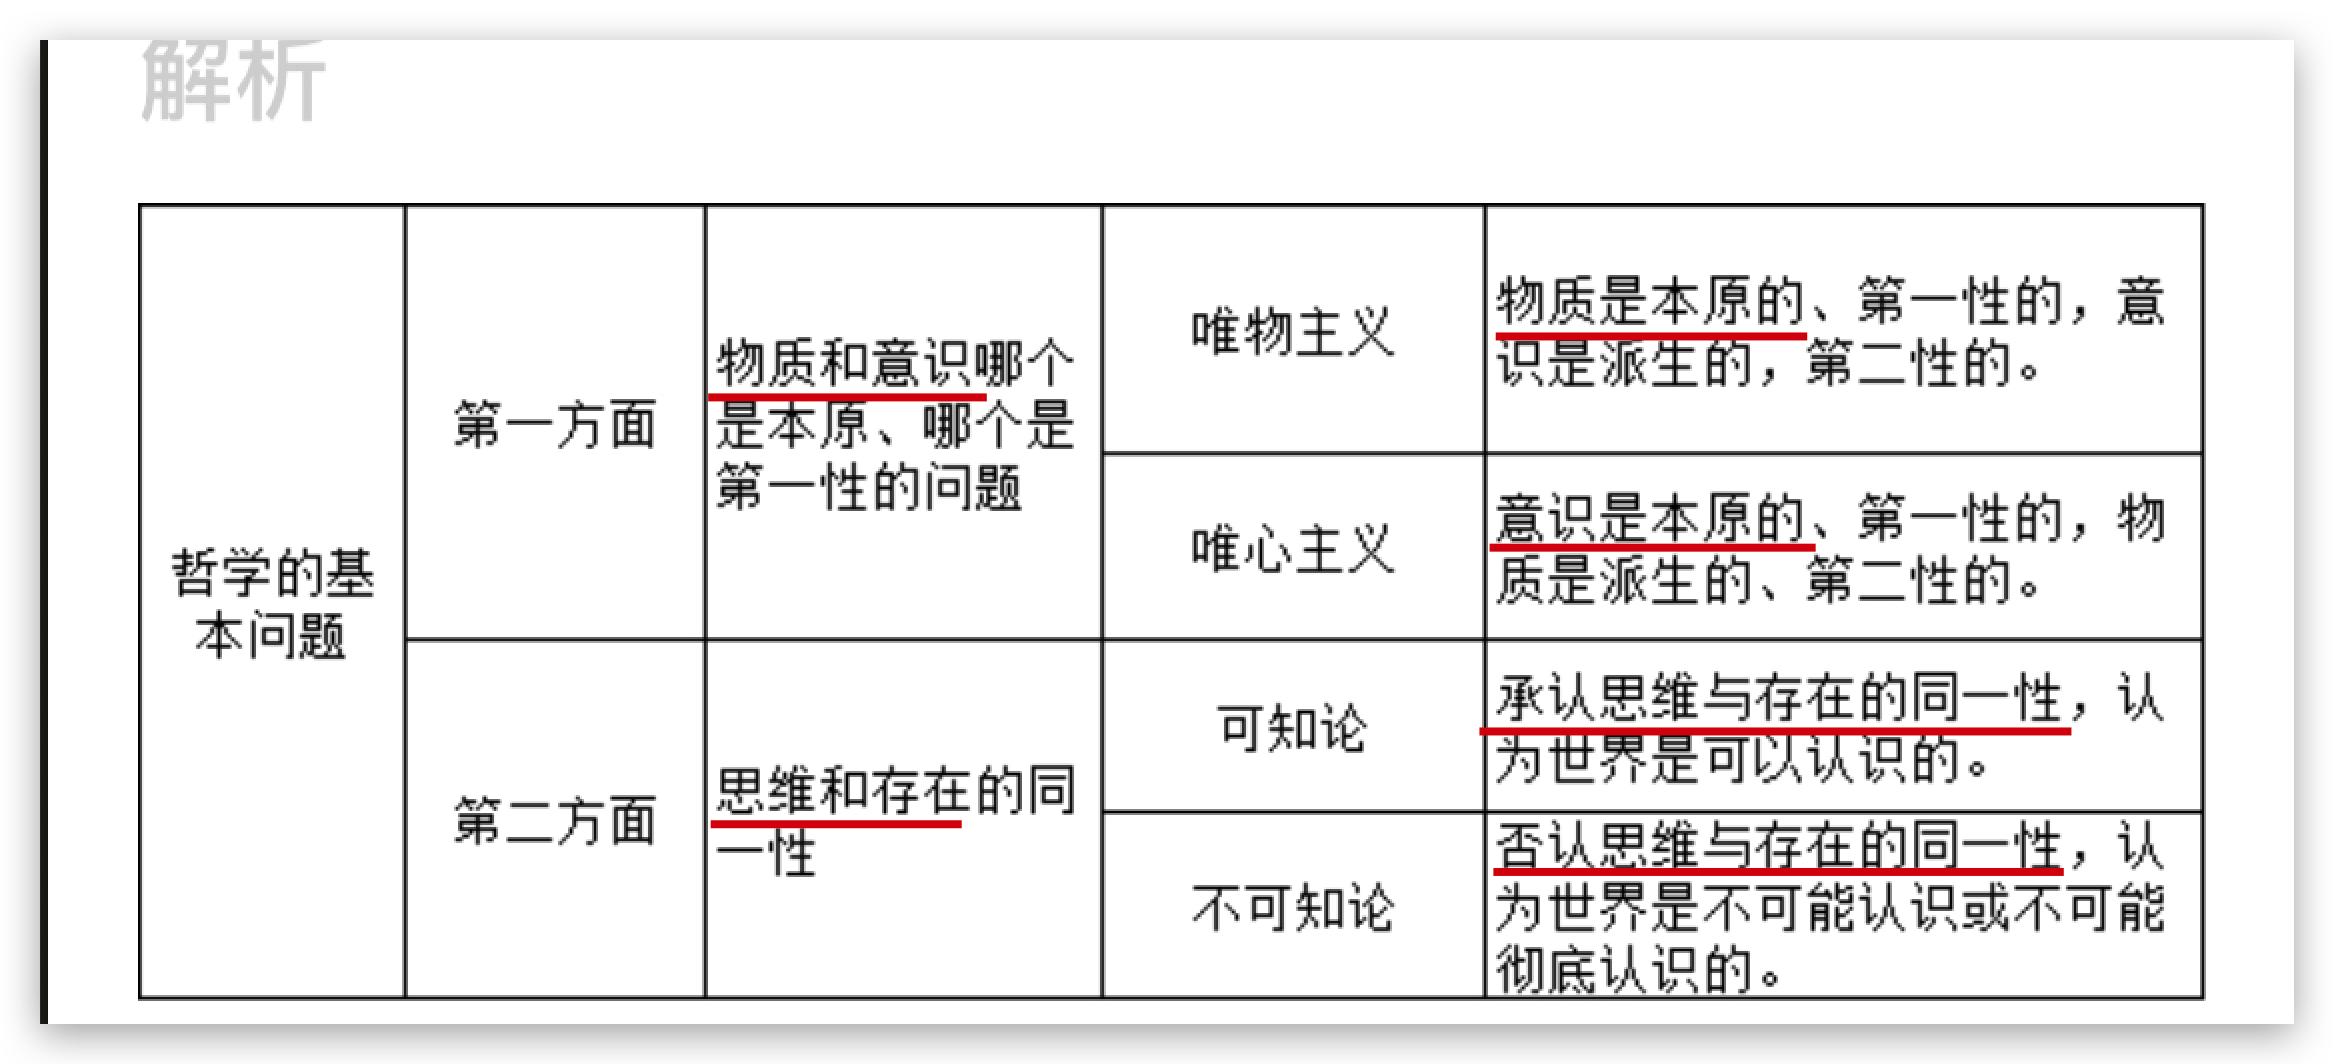 解析
哲学的基
本问题
第一方面
物质和意识哪个
是本原、哪个是
第一性的问题
唯物主义
物质是本原的、第一性的，意
识是派生的，第二性的。
唯心主义
意识是本原的、第一性的，物
质是派生的、第二性的。
第二方面
思维和存在的同
一性
可知论
承认思维与存在的同一性，认
为世界是可以认识的。
不可知论
否认思维与存在的同一性，认
为世界是不可能认识或不可能
彻底认识的。